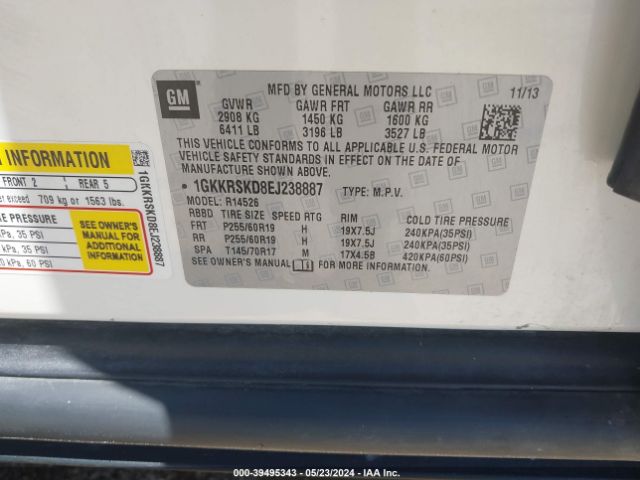 GM
MFD BY GENERAL MOTORS LLC 11/13
GVWR GAWR FRT GAWR RR
2908 KG 1450 KG 1600 KG
6411 LB 3196 LB 3527 LB
THIS VEHICLE CONFORMS TO ALL APPLICABLE U.S. FEDERAL MOTOR
VEHICLE SAFETY STANDARDS IN EFFECT ON THE DATE OF
MANUFACTURE SHOWN ABOVE.
1GKKRSKD8EJ238887 TYPE: M.P.V.
MODEL: R14526
RBBD TIRE SIZE SPEED RTG RIM COLD TIRE PRESSURE
FRT P255/60R19 H 19X7.5J 240KPA(35PSI)
RR P255/60R19 H 19X7.5J 240KPA(35PSI)
SPA T145/70R17 M 17X4.5B 420KPA(60PSI)
SEE OWNER'S MANUAL FOR MORE INFORMATION
INFORMATION
FRONT 2 REAR 5
exceed 709 kg or 1563 lbs.
PRESSURE
kPa, 35 PSI
kPa, 35 PSI
kPa, 60 PSI
SEE OWNER'S
MANUAL FOR
ADDITIONAL
INFORMATION
1GKKRSKD8EJ238887
© IAA - 39495343 - 05/23/2024 - IAA Inc.